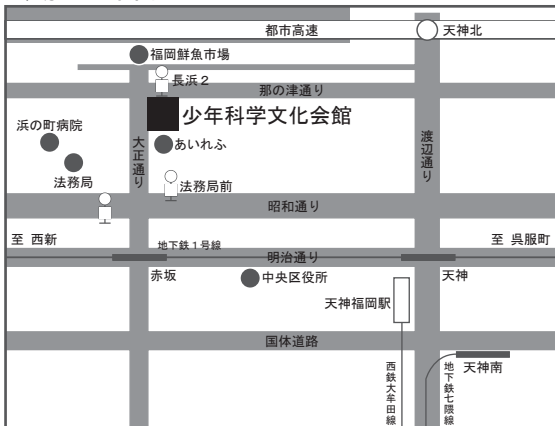 都市高速
天神北
福岡鮮魚市場
長浜2
那の津通り
少年科学文化会館
浜の町病院
大正通り
あいれふ
渡辺通り
法務局
法務局前
昭和通り
至 西新
地下鉄1号線
明治通り
至 呉服町
赤坂
中央区役所
天神
天神福岡駅
国体道路
西鉄大牟田線
地下鉄七隈線
天神南